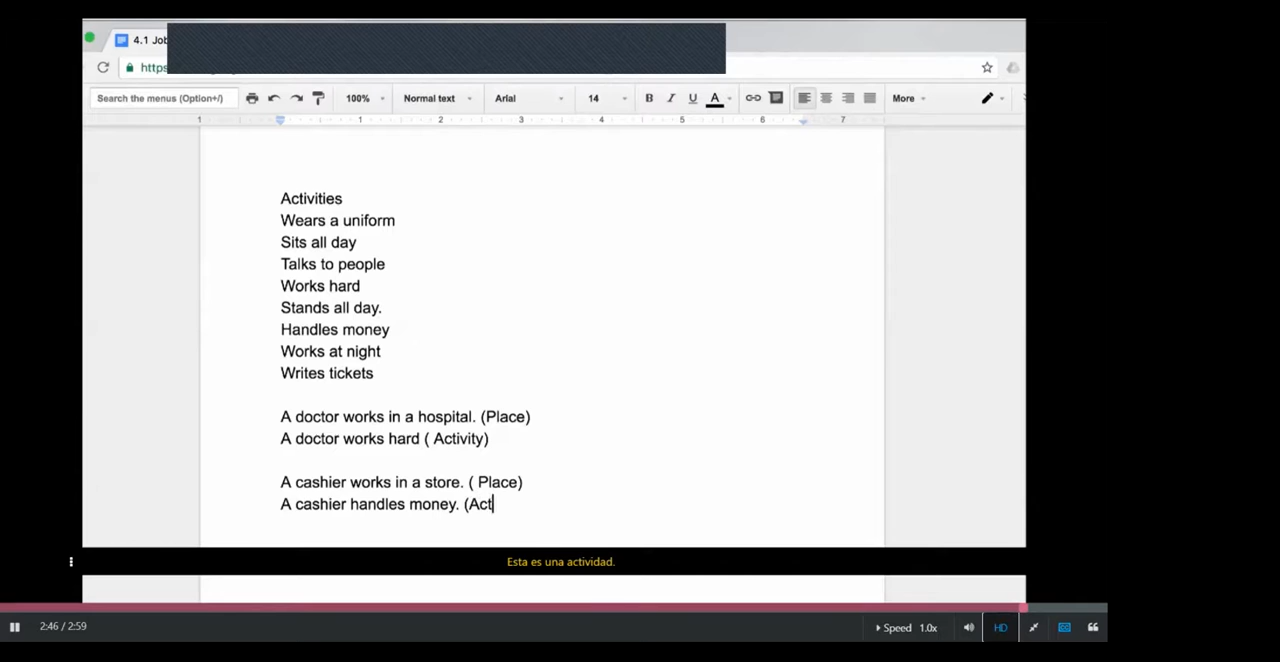 4.1 Job
https
Search the menus (Option+/)
100%
Normal text
Arial
14
B I U A
More
1 1 2 3 4 5 6 7
Activities
Wears a uniform
Sits all day
Talks to people
Works hard
Stands all day.
Handles money
Works at night
Writes tickets
A doctor works in a hospital. (Place)
A doctor works hard ( Activity)
A cashier works in a store. ( Place)
A cashier handles money. (Act
Esta es una actividad.
2:46 / 2:59
Speed 1.0x
HD